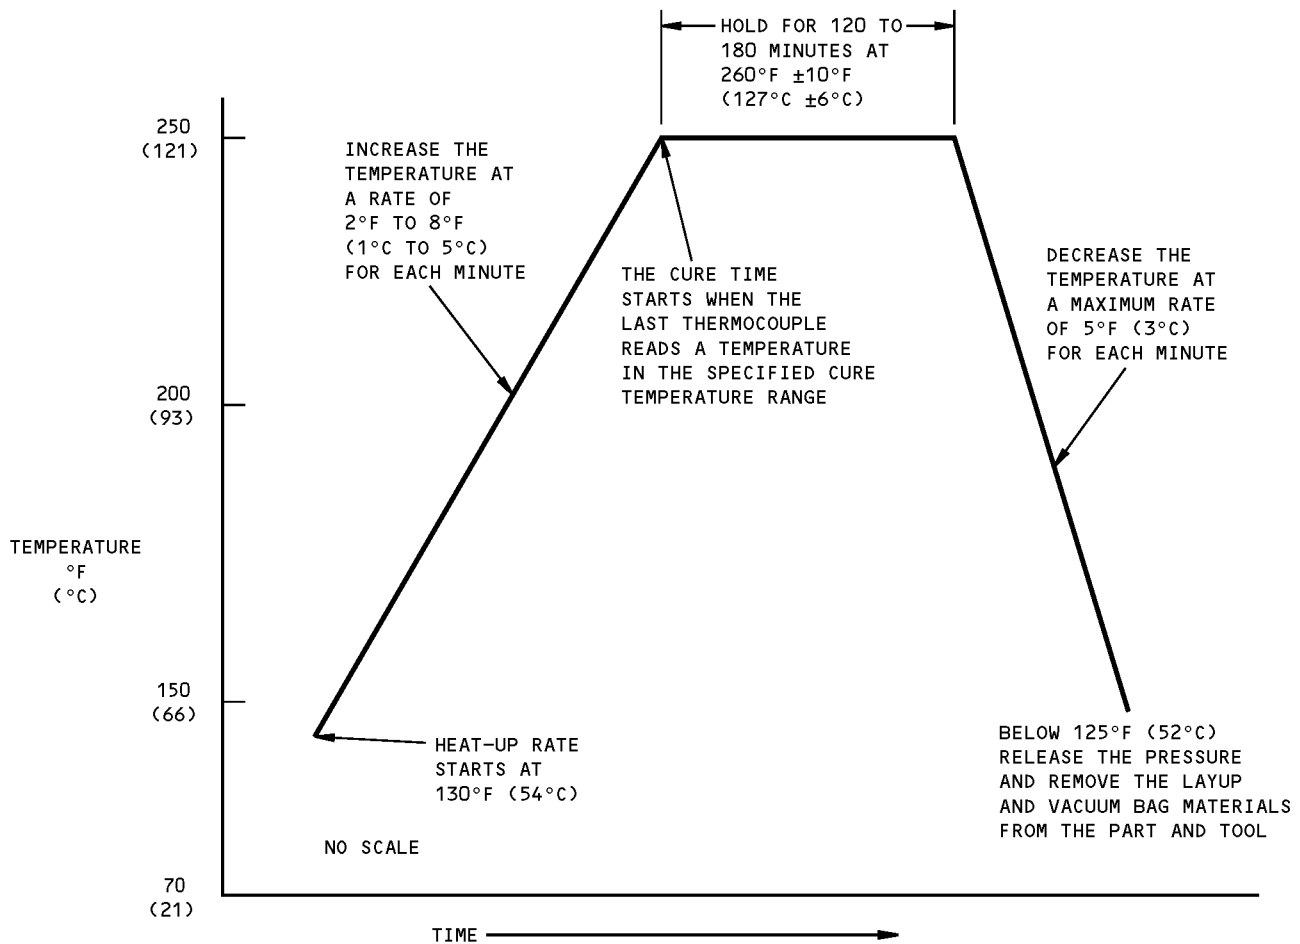 HOLD FOR 120 TO
180 MINUTES AT
260°F ±10°F
(127°C ±6°C)
250
(121)
INCREASE THE
TEMPERATURE AT
A RATE OF
2°F TO 8°F
(1°C TO 5°C)
FOR EACH MINUTE
THE CURE TIME
STARTS WHEN THE
LAST THERMOCOUPLE
READS A TEMPERATURE
IN THE SPECIFIED CURE
TEMPERATURE RANGE
DECREASE THE
TEMPERATURE AT
A MAXIMUM RATE
OF 5°F (3°C)
FOR EACH MINUTE
200
(93)
TEMPERATURE
°F
(°C)
150
(66)
HEAT-UP RATE
STARTS AT
130°F (54°C)
BELOW 125°F (52°C)
RELEASE THE PRESSURE
AND REMOVE THE LAYUP
AND VACUUM BAG MATERIALS
FROM THE PART AND TOOL
NO SCALE
70
(21)
TIME